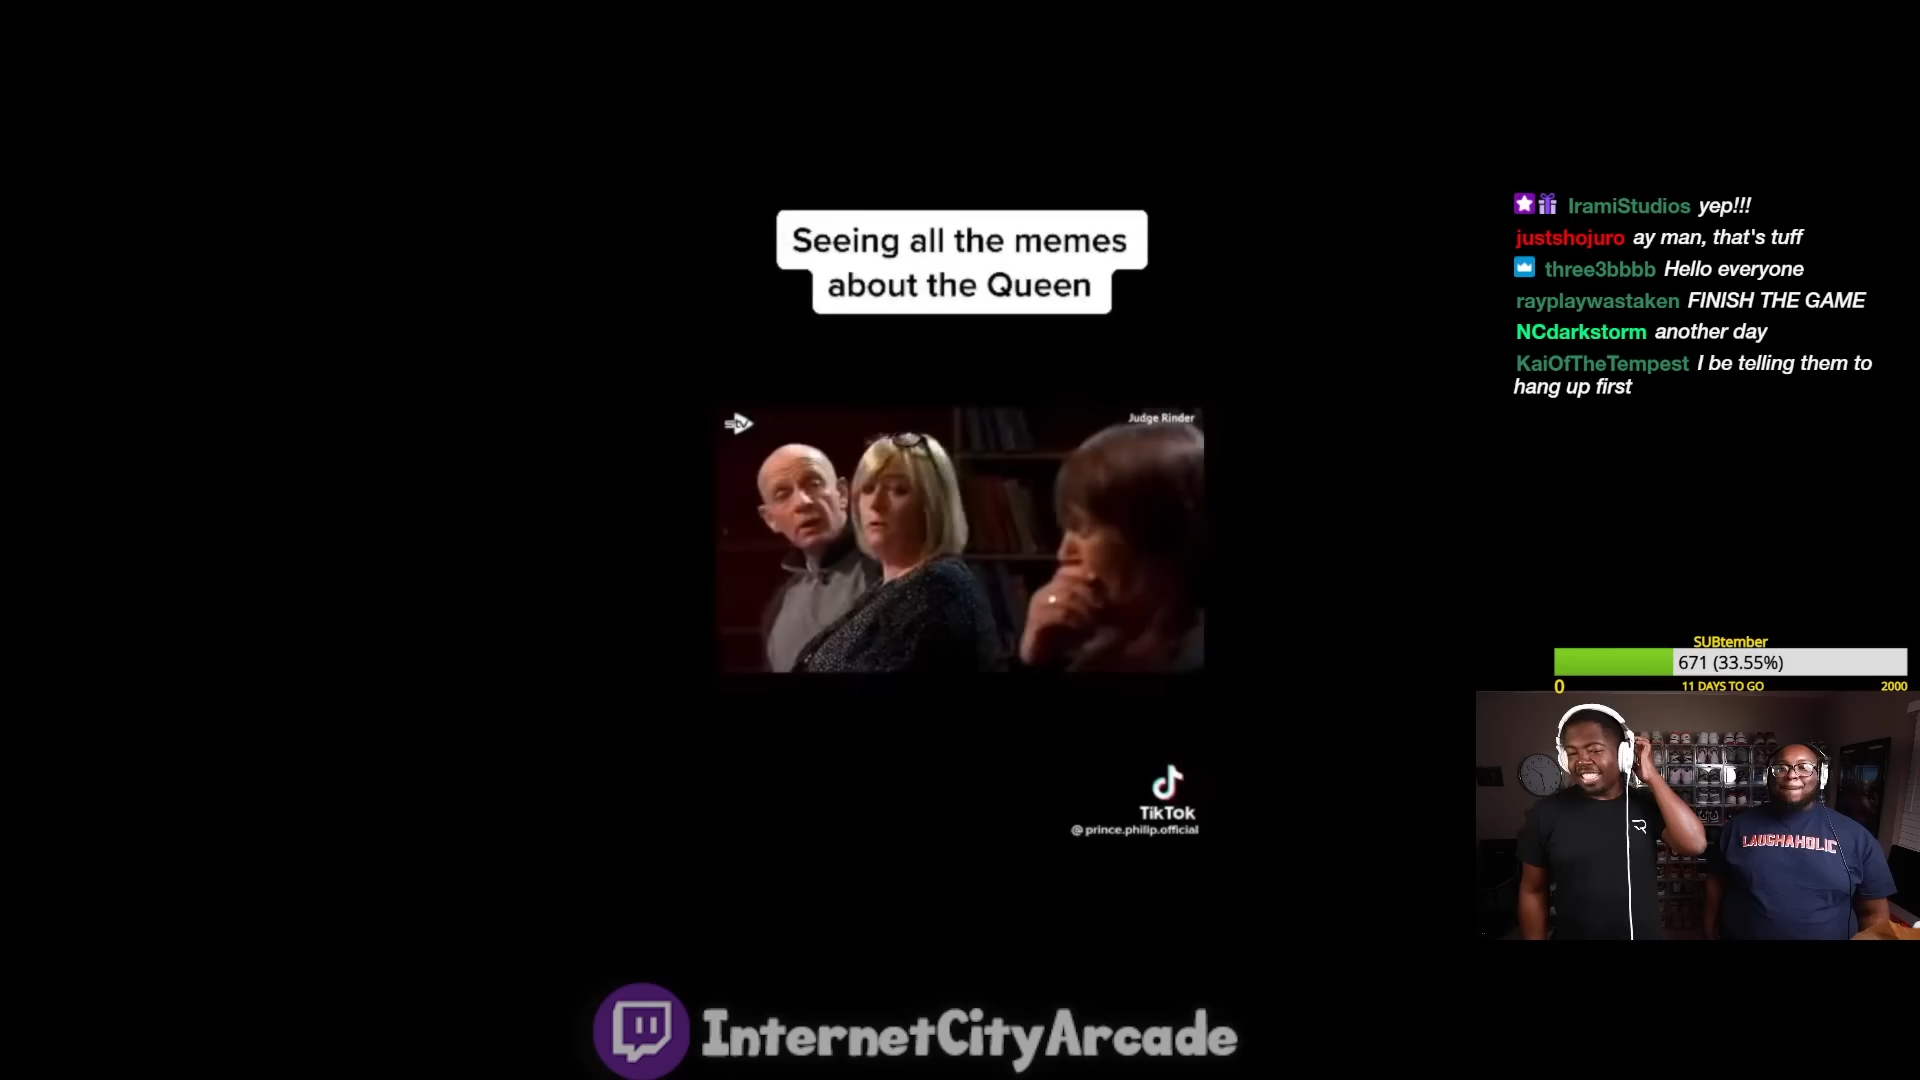 Seeing all the memes
about the Queen
stv
Judge Rinder
TikTok
@prince.philip.official
IramiStudios yep!!!
justshojuro ay man, that's tuff
three3bbbb Hello everyone
rayplaywastaken FINISH THE GAME
NCdarkstorm another day
KaiOfTheTempest I be telling them to
hang up first
SUBtember
671 (33.55%)
0 11 DAYS TO GO 2000
LAUGHAHOLIC
InternetCityArcade